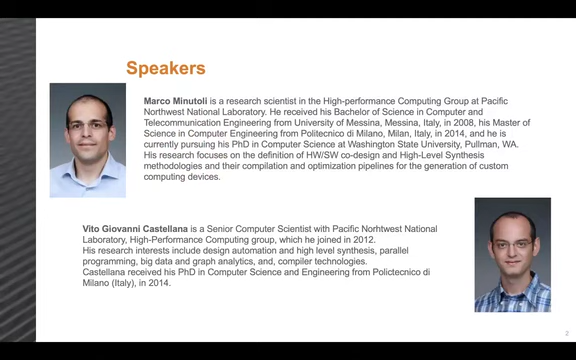 Speakers
Marco Minutoli is a research scientist in the High-performance Computing Group at Pacific
Northwest National Laboratory. He received his Bachelor of Science in Computer and
Telecommunication Engineering from University of Messina, Messina, Italy, in 2008, his Master of
Science in Computer Engineering from Politecnico di Milano, Milan, Italy, in 2014, and he is
currently pursuing his PhD in Computer Science at Washington State University, Pullman, WA.
His research focuses on the definition of HW/SW co-design and High-Level Synthesis
methodologies and their compilation and optimization pipelines for the generation of custom
computing devices.
Vito Giovanni Castellana is a Senior Computer Scientist with Pacific Norhtwest National
Laboratory, High-Performance Computing group, which he joined in 2012.
His research interests include design automation and high level synthesis, parallel
programming, big data and graph analytics, and, compiler technologies.
Castellana received his PhD in Computer Science and Engineering from Polictecnico di
Milano (Italy), in 2014.
2